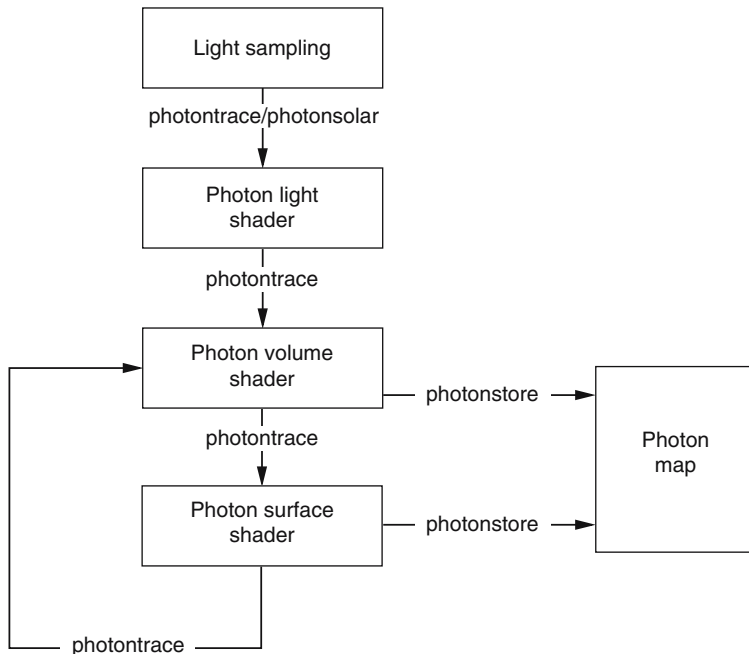 Light sampling
photontrace/photonsolar
Photon light
shader
photontrace
Photon volume
shader
photonstore
photontrace
Photon
map
Photon surface
shader
photonstore
photontrace